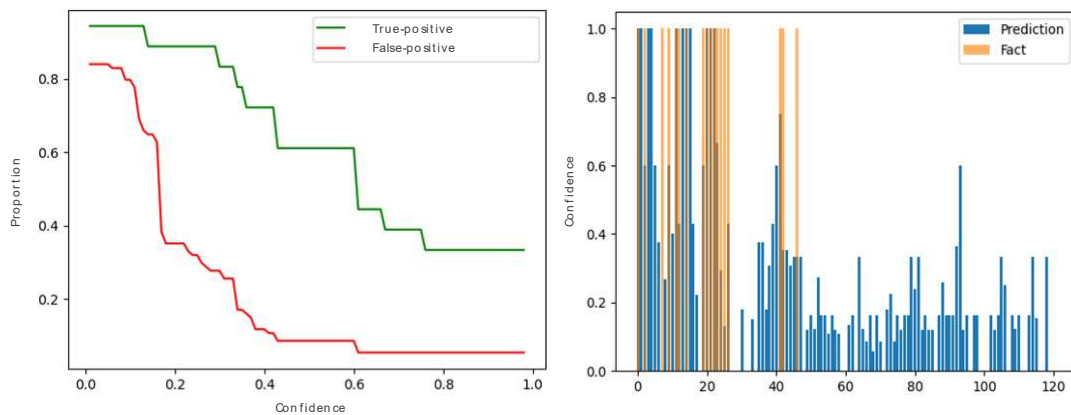 True-positive
False-positive
Proportion
0.8
0.6
0.4
0.2
0.0 0.2 0.4 0.6 0.8 1.0
Confidence
Prediction
Fact
Confidence
1.0
0.8
0.6
0.4
0.2
0.0
0 20 40 60 80 100 120